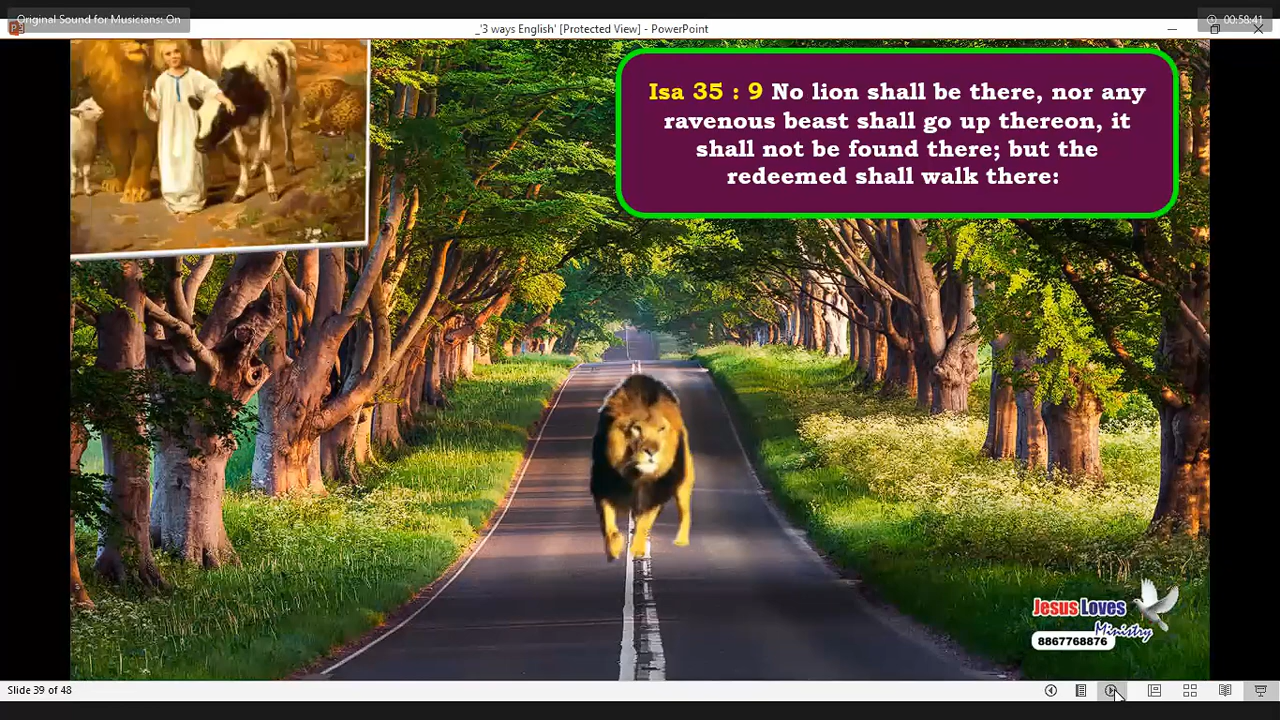 Original Sound for Musicians: On
00:58:41
_'3 ways English' [Protected View] - PowerPoint
Isa 35 : 9 No lion shall be there, nor any
ravenous beast shall go up thereon, it
shall not be found there; but the
redeemed shall walk there:
Jesus Loves
Ministry
8867768876
Slide 39 of 48